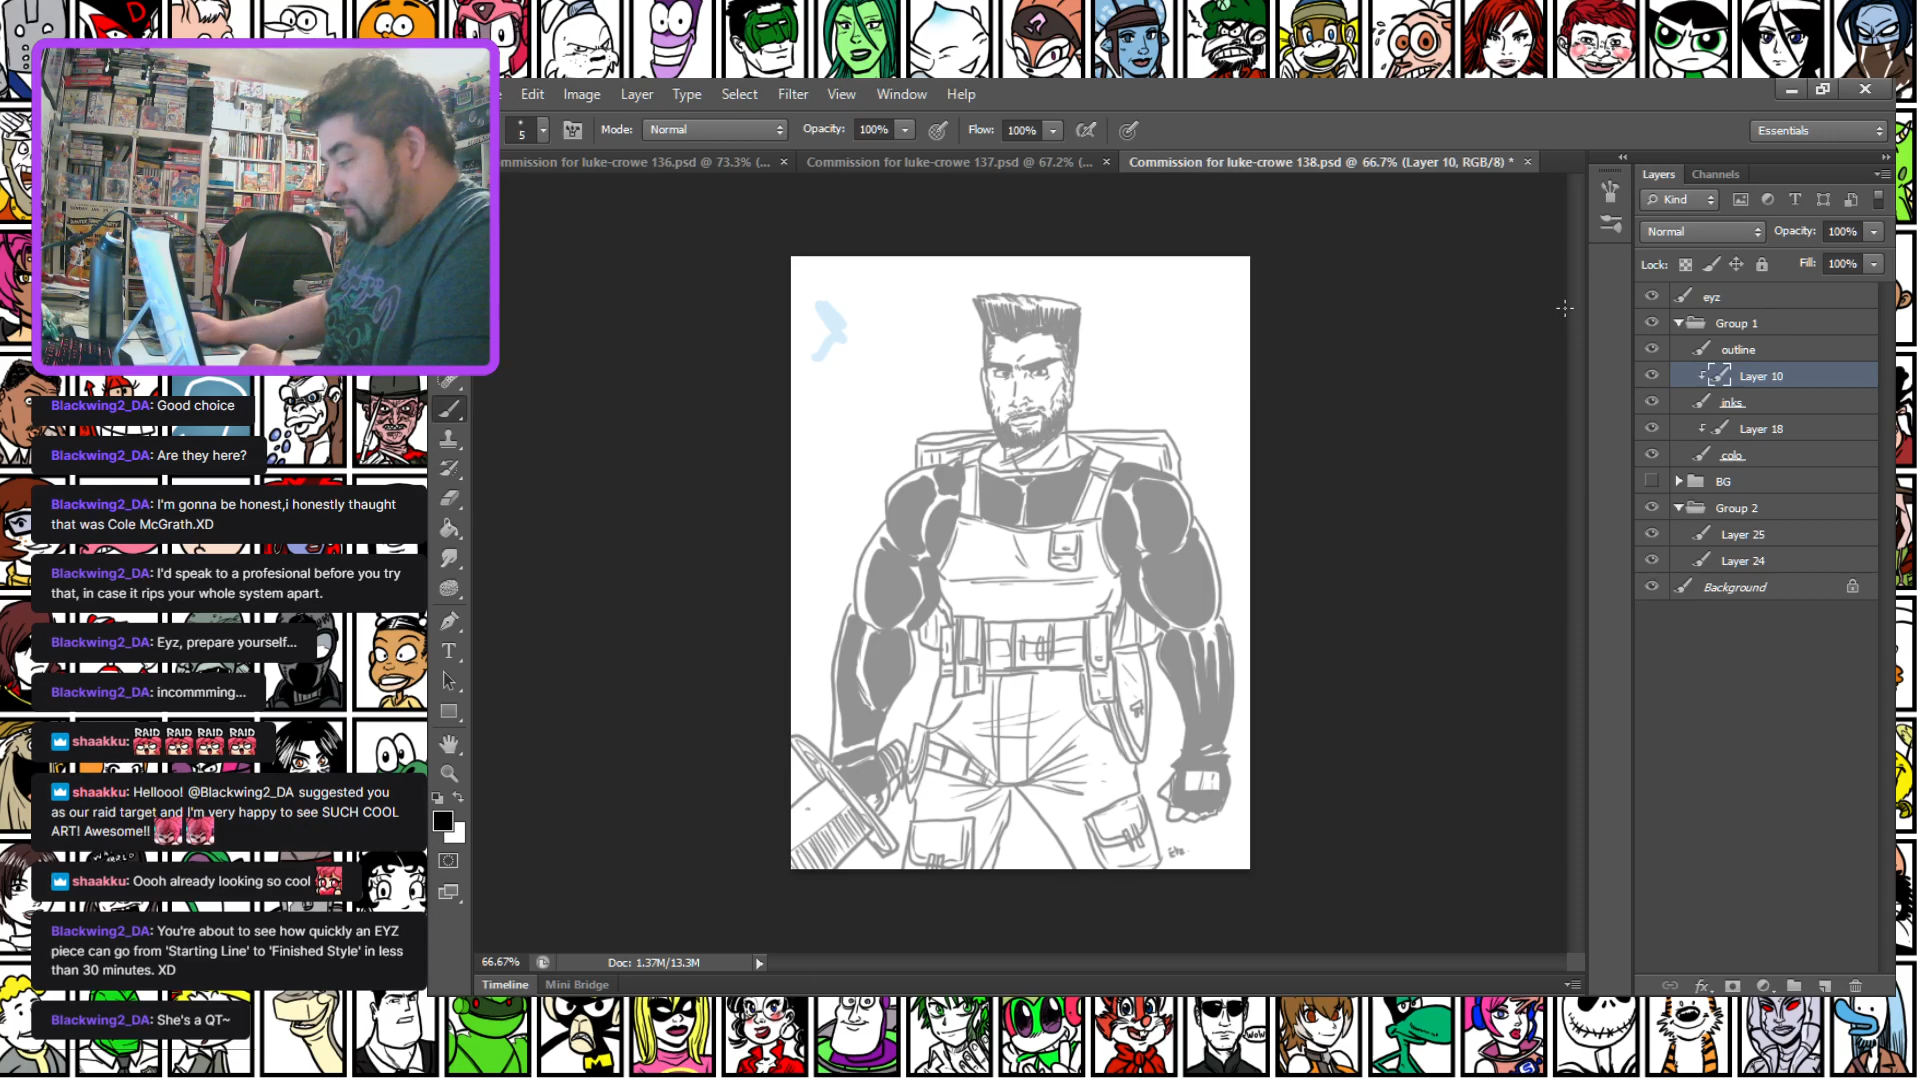 Edit Image Layer Type Select Filter View Window Help
5 Mode: Normal Opacity: 100% Flow: 100% Essentials
ommission for luke-crowe 136.psd @ 73.3% (... × Commission for luke-crowe 137.psd @ 67.2% (... × Commission for luke-crowe 138.psd @ 66.7% (Layer 10, RGB/8) * ×
Layers Channels
Kind
Normal Opacity: 100%
Lock: Fill: 100%
eyz
Group 1
outline
Layer 10
inks
Layer 18
colo
BG
Group 2
Layer 25
Layer 24
Background
Blackwing2_DA: Good choice
Blackwing2_DA: Are they here?
Blackwing2_DA: I'm gonna be honest,i honestly thaught
that was Cole McGrath.XD
Blackwing2_DA: I'd speak to a profesional before you try
that, in case it rips your whole system apart.
Blackwing2_DA: Eyz, prepare yourself...
Blackwing2_DA: incommming...
shaakku: RAID RAID RAID RAID
shaakku: Hellooo! @Blackwing2_DA suggested you
as our raid target and I'm very happy to see SUCH COOL
ART! Awesome!!
shaakku: Oooh already looking so cool
Blackwing2_DA: You're about to see how quickly an EYZ
piece can go from 'Starting Line' to 'Finished Style' in less
than 30 minutes. XD
Blackwing2_DA: She's a QT~
66.67% Doc: 1.37M/13.3M
Timeline Mini Bridge